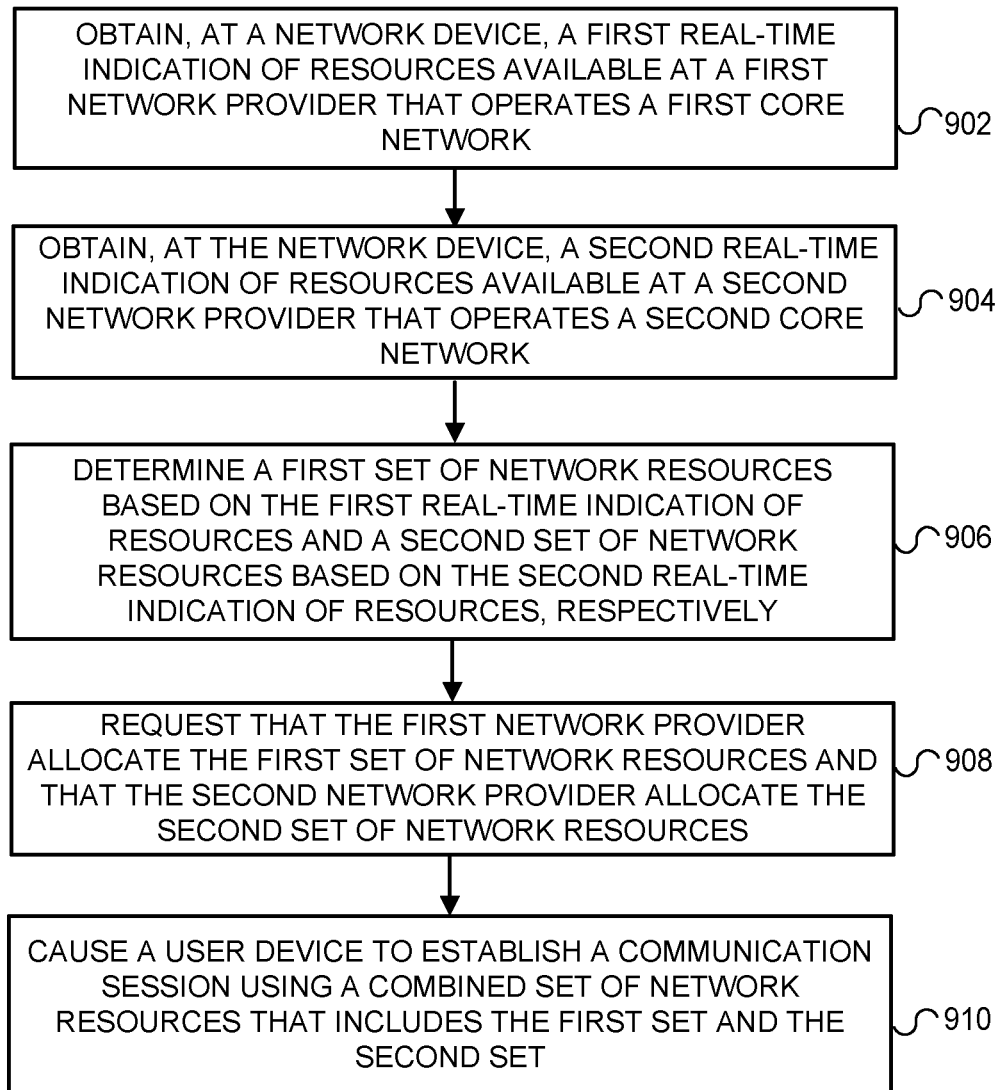 OBTAIN, AT A NETWORK DEVICE, A FIRST REAL-TIME
INDICATION OF RESOURCES AVAILABLE AT A FIRST
NETWORK PROVIDER THAT OPERATES A FIRST CORE
NETWORK
902
OBTAIN, AT THE NETWORK DEVICE, A SECOND REAL-TIME
INDICATION OF RESOURCES AVAILABLE AT A SECOND
NETWORK PROVIDER THAT OPERATES A SECOND CORE
NETWORK
904
DETERMINE A FIRST SET OF NETWORK RESOURCES
BASED ON THE FIRST REAL-TIME INDICATION OF
RESOURCES AND A SECOND SET OF NETWORK
RESOURCES BASED ON THE SECOND REAL-TIME
INDICATION OF RESOURCES, RESPECTIVELY
906
REQUEST THAT THE FIRST NETWORK PROVIDER
ALLOCATE THE FIRST SET OF NETWORK RESOURCES AND
THAT THE SECOND NETWORK PROVIDER ALLOCATE THE
SECOND SET OF NETWORK RESOURCES
908
CAUSE A USER DEVICE TO ESTABLISH A COMMUNICATION
SESSION USING A COMBINED SET OF NETWORK
RESOURCES THAT INCLUDES THE FIRST SET AND THE
SECOND SET
910